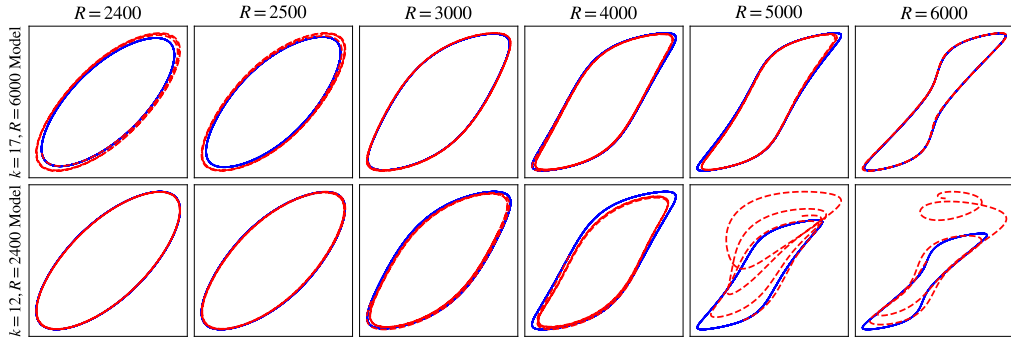 R = 2400
R = 2500
R = 3000
R = 4000
R = 5000
R = 6000
k = 17, R = 6000 Model
k = 12, R = 2400 Model